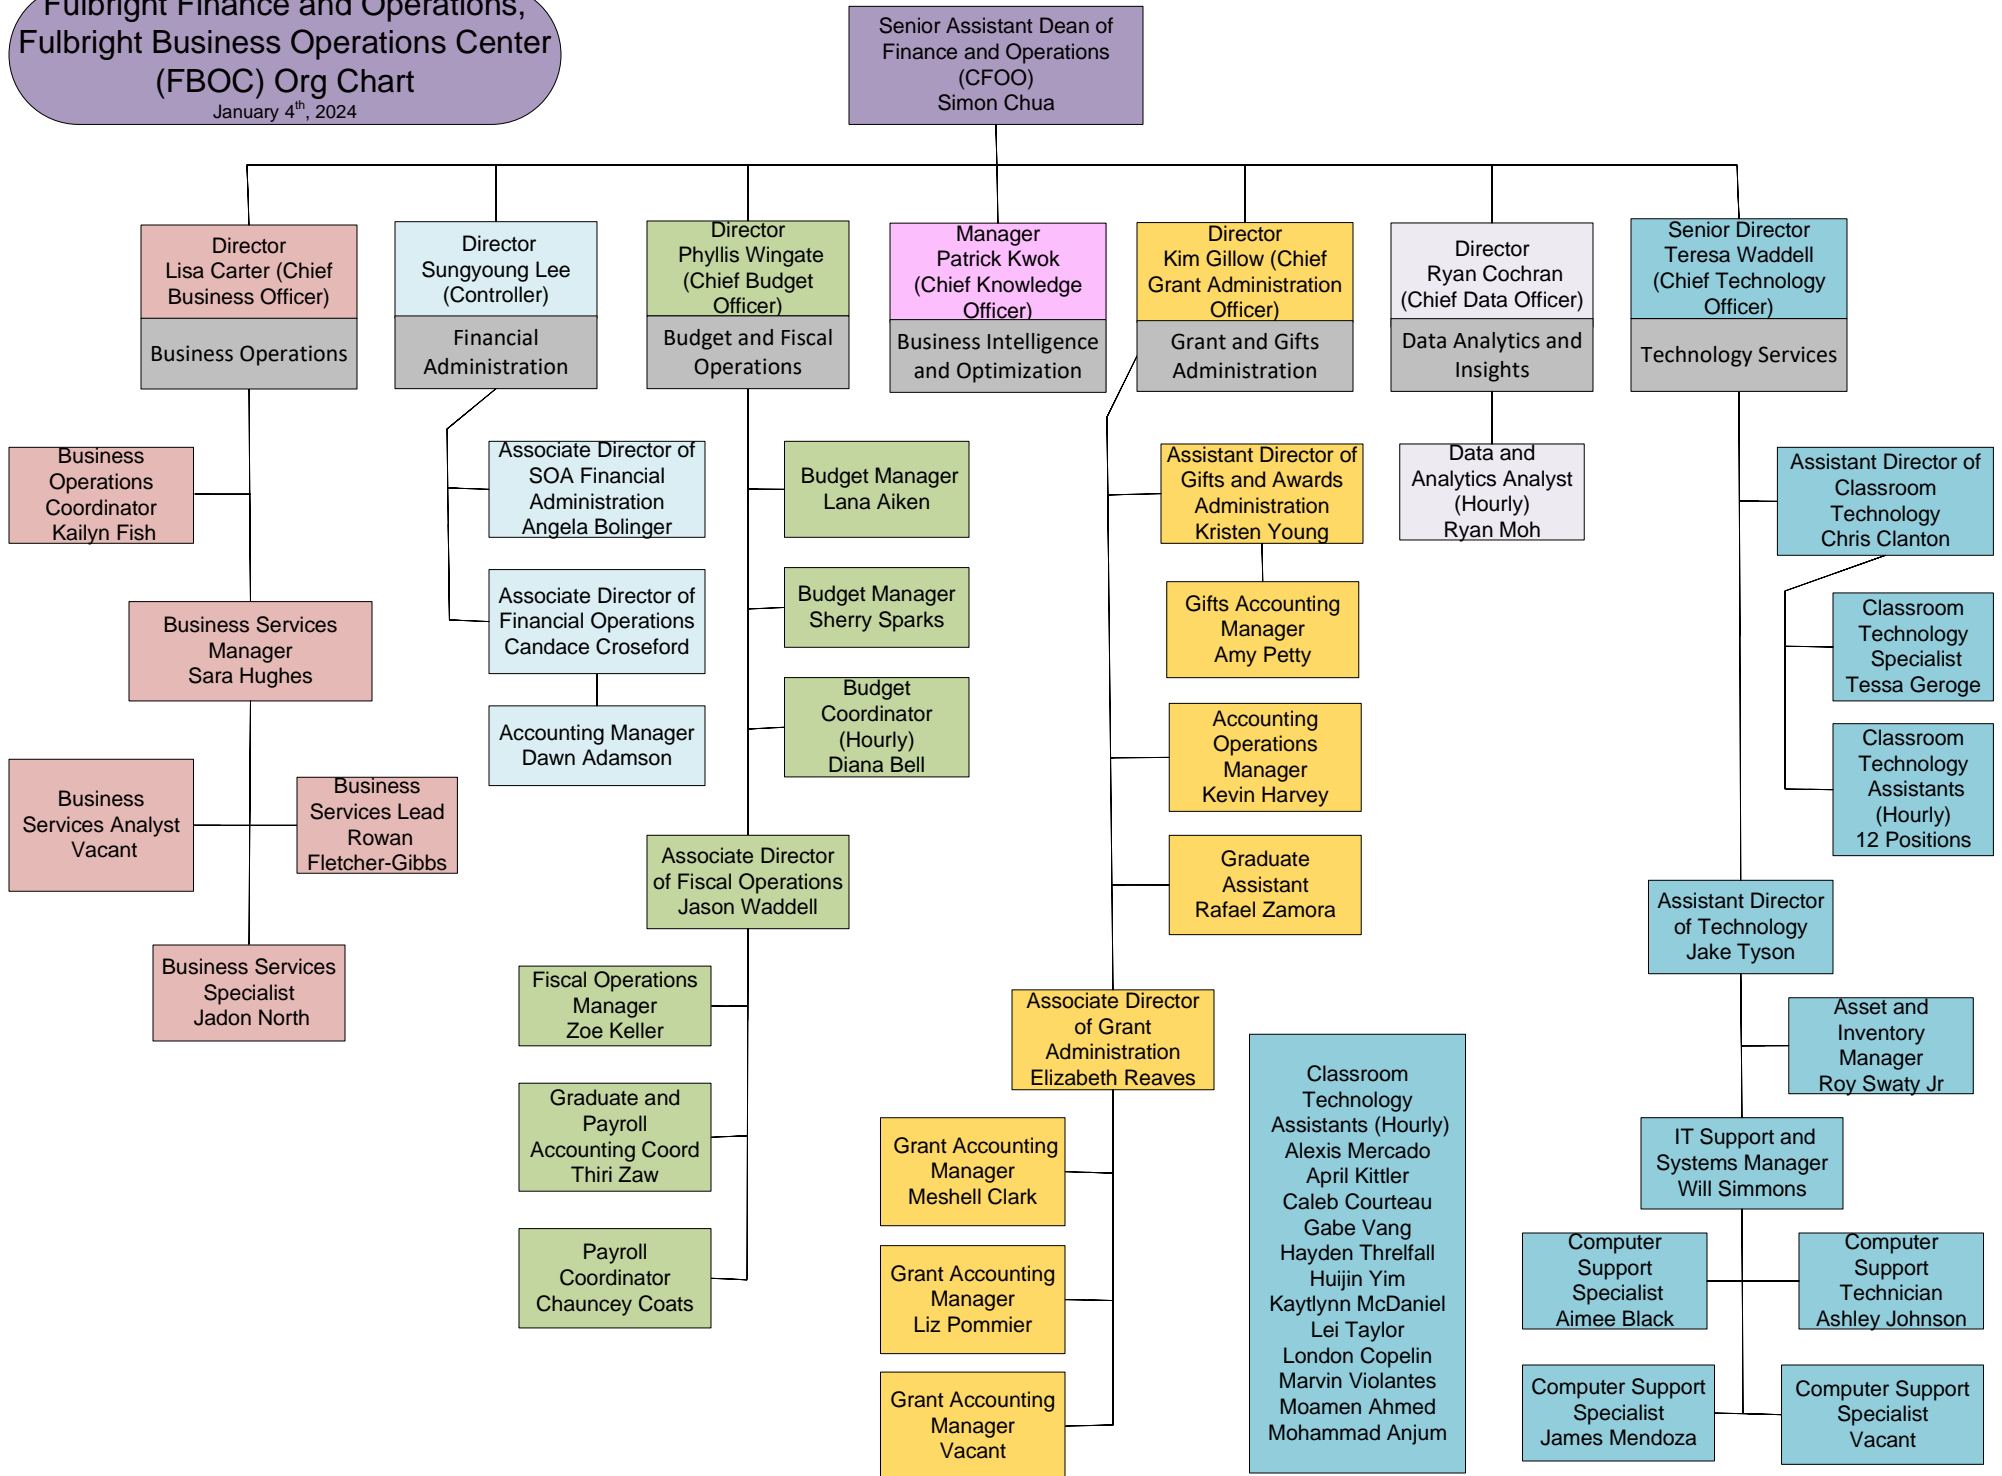 Fulbright Finance and Operations,
Fulbright Business Operations Center
(FBOC) Org Chart
January 4th, 2024
Senior Assistant Dean of
Finance and Operations
(CFOO)
Simon Chua
Director
Lisa Carter (Chief
Business Officer)
Business Operations
Director
Sungyoung Lee
(Controller)
Financial
Administration
Director
Phyllis Wingate
(Chief Budget
Officer)
Budget and Fiscal
Operations
Manager
Patrick Kwok
(Chief Knowledge
Officer)
Business Intelligence
and Optimization
Director
Kim Gillow (Chief
Grant Administration
Officer)
Grant and Gifts
Administration
Director
Ryan Cochran
(Chief Data Officer)
Data Analytics and
Insights
Senior Director
Teresa Waddell
(Chief Technology
Officer)
Technology Services
Business
Operations
Coordinator
Kailyn Fish
Business Services
Manager
Sara Hughes
Business
Services Analyst
Vacant
Business
Services Lead
Rowan
Fletcher-Gibbs
Business Services
Specialist
Jadon North
Associate Director of
SOA Financial
Administration
Angela Bolinger
Associate Director of
Financial Operations
Candace Croseford
Accounting Manager
Dawn Adamson
Budget Manager
Lana Aiken
Budget Manager
Sherry Sparks
Budget
Coordinator
(Hourly)
Diana Bell
Associate Director
of Fiscal Operations
Jason Waddell
Fiscal Operations
Manager
Zoe Keller
Graduate and
Payroll
Accounting Coord
Thiri Zaw
Payroll
Coordinator
Chauncey Coats
Assistant Director of
Gifts and Awards
Administration
Kristen Young
Gifts Accounting
Manager
Amy Petty
Accounting
Operations
Manager
Kevin Harvey
Graduate
Assistant
Rafael Zamora
Associate Director
of Grant
Administration
Elizabeth Reaves
Grant Accounting
Manager
Meshell Clark
Grant Accounting
Manager
Liz Pommier
Grant Accounting
Manager
Vacant
Data and
Analytics Analyst
(Hourly)
Ryan Moh
Classroom
Technology
Assistants (Hourly)
Alexis Mercado
April Kittler
Caleb Courteau
Gabe Vang
Hayden Threlfall
Huijin Yim
Kaytlynn McDaniel
Lei Taylor
London Copelin
Marvin Violantes
Moamen Ahmed
Mohammad Anjum
Assistant Director of
Classroom
Technology
Chris Clanton
Classroom
Technology
Specialist
Tessa Geroge
Classroom
Technology
Assistants
(Hourly)
12 Positions
Assistant Director
of Technology
Jake Tyson
Asset and
Inventory
Manager
Roy Swaty Jr
IT Support and
Systems Manager
Will Simmons
Computer
Support
Specialist
Aimee Black
Computer
Support
Technician
Ashley Johnson
Computer Support
Specialist
James Mendoza
Computer Support
Specialist
Vacant